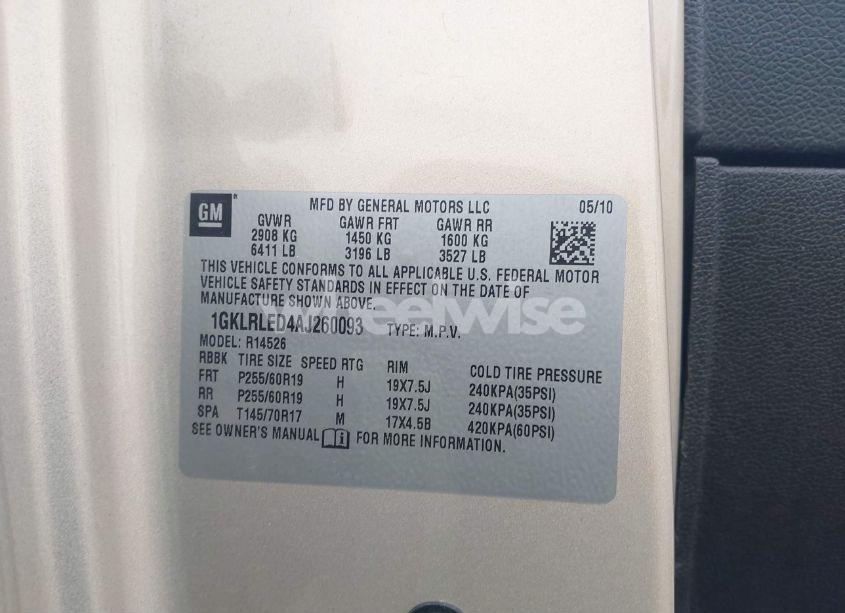 GM
MFD BY GENERAL MOTORS LLC 05/10
GVWR GAWR FRT GAWR RR
2908 KG 1450 KG 1600 KG
6411 LB 3196 LB 3527 LB
THIS VEHICLE CONFORMS TO ALL APPLICABLE U.S. FEDERAL MOTOR
VEHICLE SAFETY STANDARDS IN EFFECT ON THE DATE OF
MANUFACTURE SHOWN ABOVE.
1GKLRLED4AJ260093 TYPE: M.P.V.
MODEL: R14526
RBBK TIRE SIZE SPEED RTG RIM COLD TIRE PRESSURE
FRT P255/60R19 H 19X7.5J 240KPA(35PSI)
RR P255/60R19 H 19X7.5J 240KPA(35PSI)
SPA T145/70R17 M 17X4.5B 420KPA(60PSI)
SEE OWNER'S MANUAL FOR MORE INFORMATION.
wheelwise